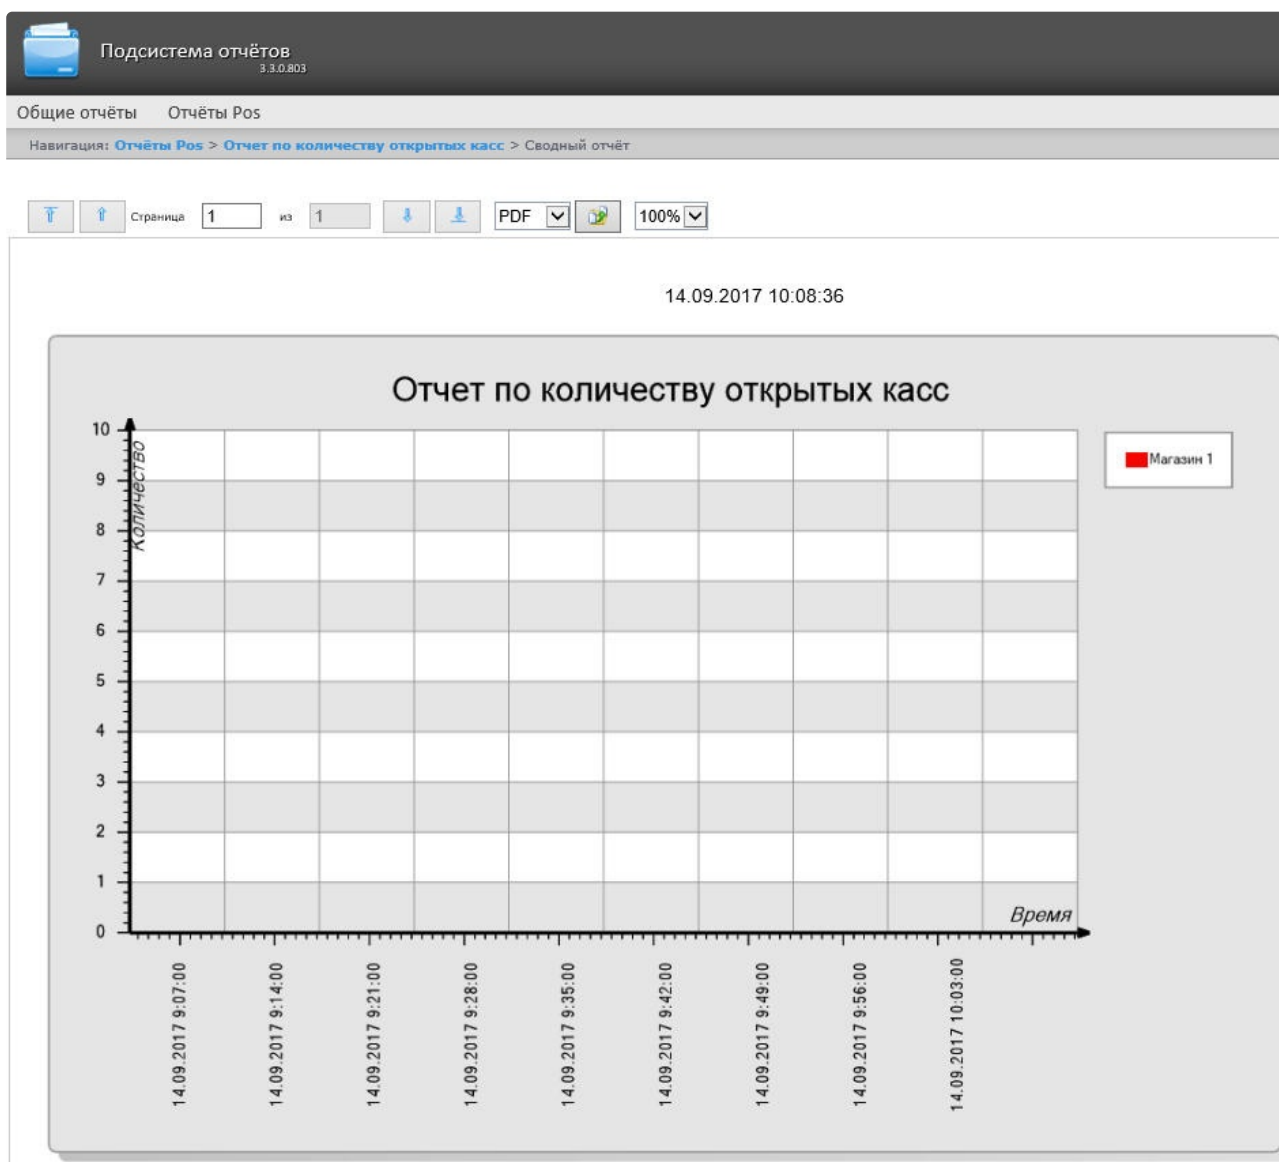 Подсистема отчётов
3.3.0.803
Общие отчёты Отчёты Pos
Навигация: Отчёты Pos > Отчет по количеству открытых касс > Сводный отчёт
Страница 1 из 1 PDF 100%
14.09.2017 10:08:36
Отчет по количеству открытых касс
Количество
10
9
8
7
6
5
4
3
2
1
0
Магазин 1
Время
14.09.2017 9:07:00
14.09.2017 9:14:00
14.09.2017 9:21:00
14.09.2017 9:28:00
14.09.2017 9:35:00
14.09.2017 9:42:00
14.09.2017 9:49:00
14.09.2017 9:56:00
14.09.2017 10:03:00